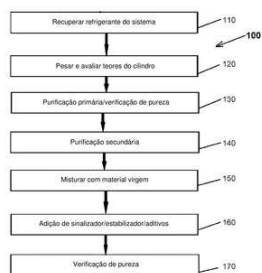 Recuperar refrigerante do sistema
110
100
Pesar e avaliar teores do cilindro
120
Purificação primária/verificação de pureza
130
Purificação secundária
140
Misturar com material virgem
150
Adição de sinalizador/estabilizador/aditivos
160
Verificação de pureza
170